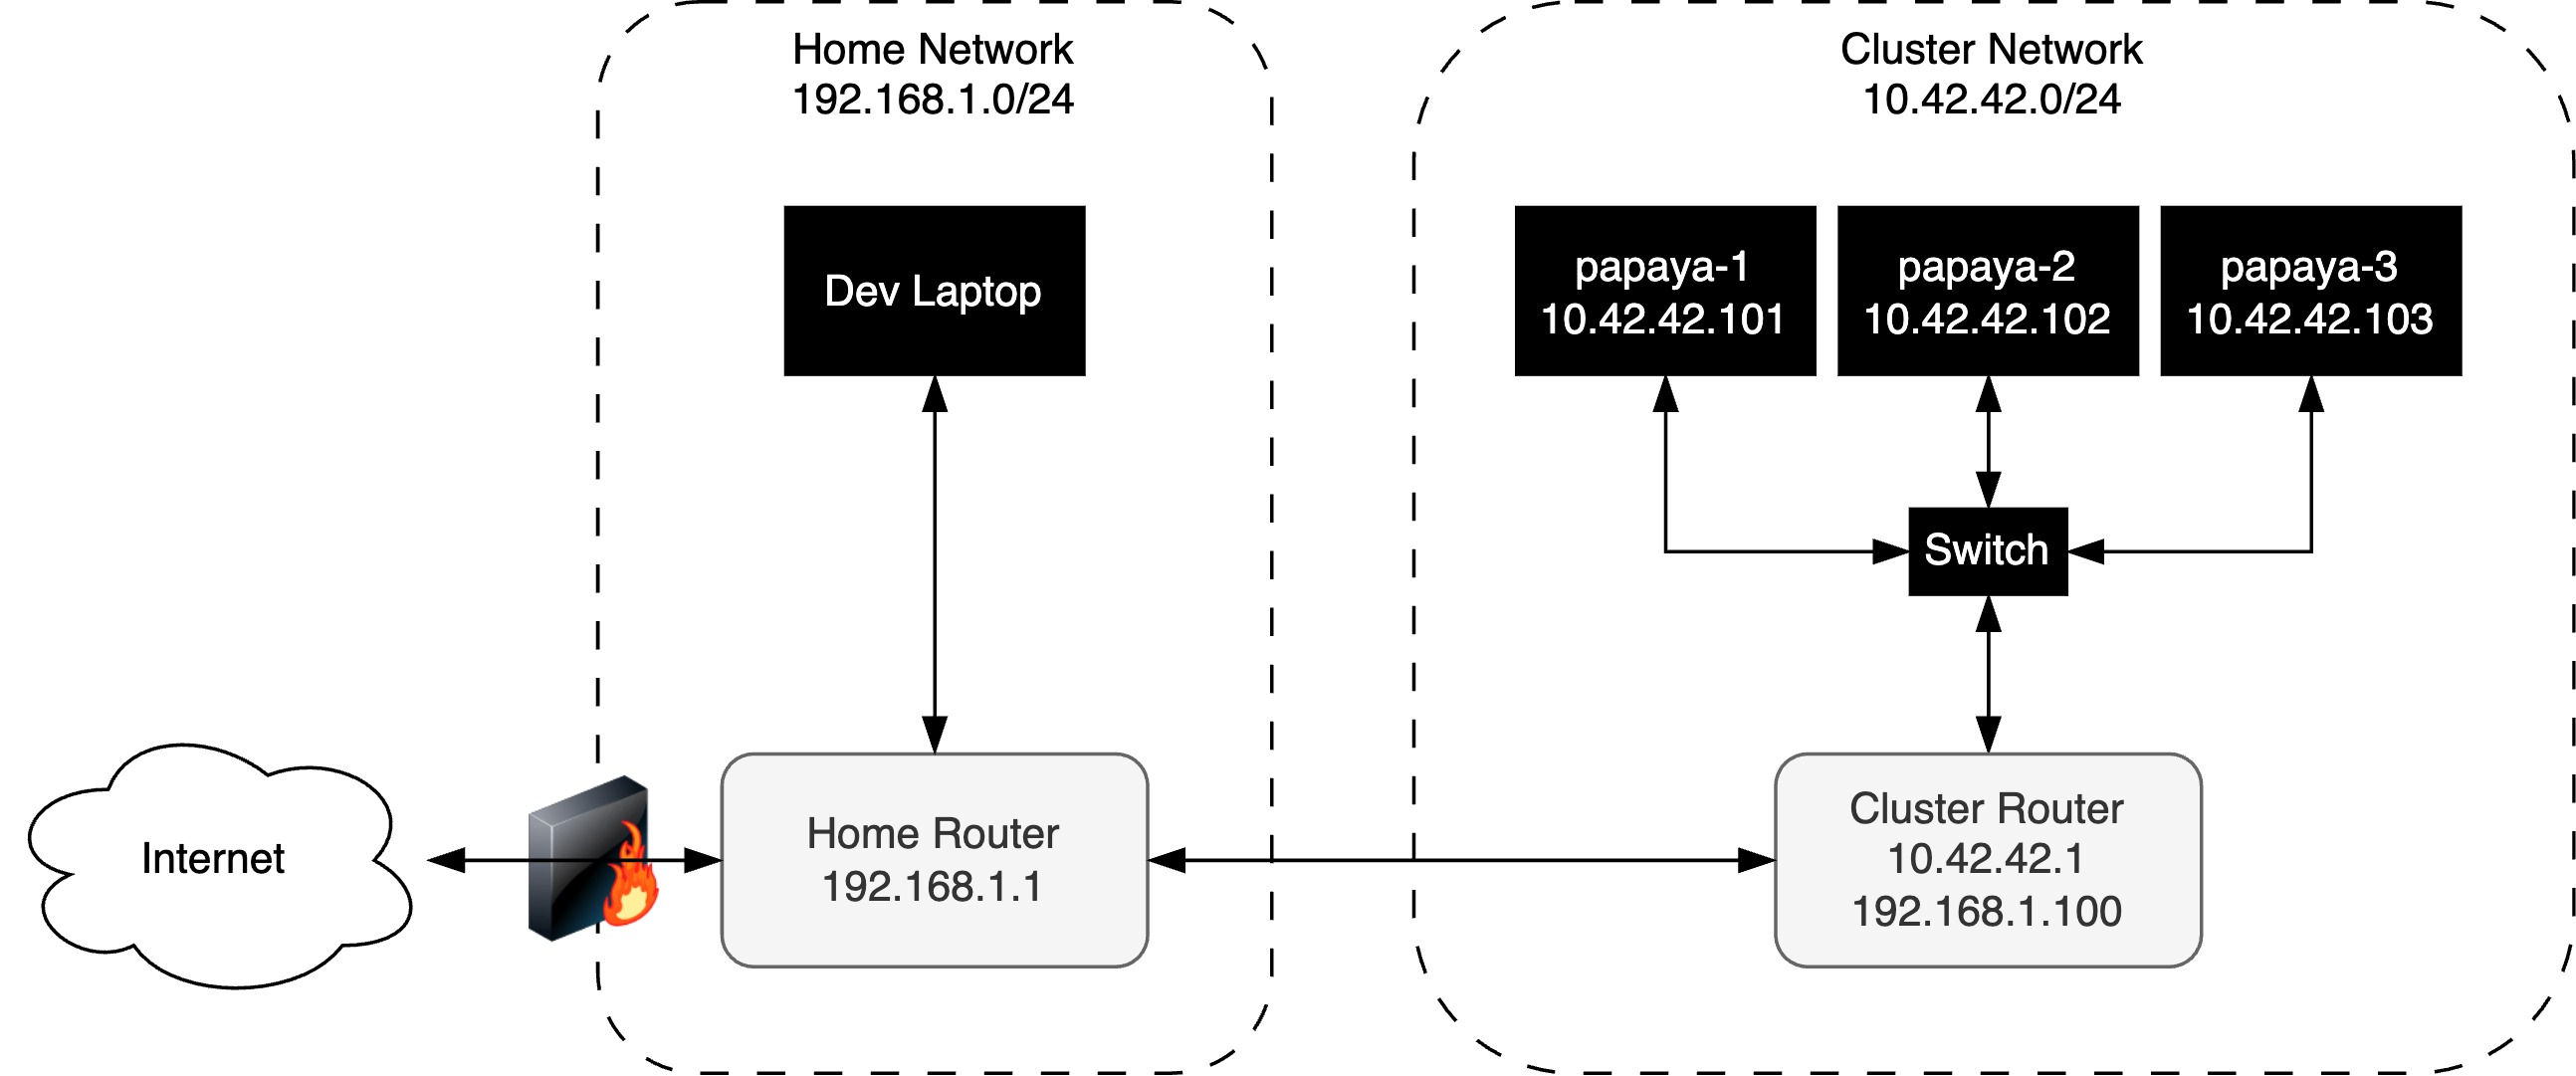 Home Network
192.168.1.0/24
Cluster Network
10.42.42.0/24
Dev Laptop
papaya-1
10.42.42.101
papaya-2
10.42.42.102
papaya-3
10.42.42.103
Switch
Internet
Home Router
192.168.1.1
Cluster Router
10.42.42.1
192.168.1.100